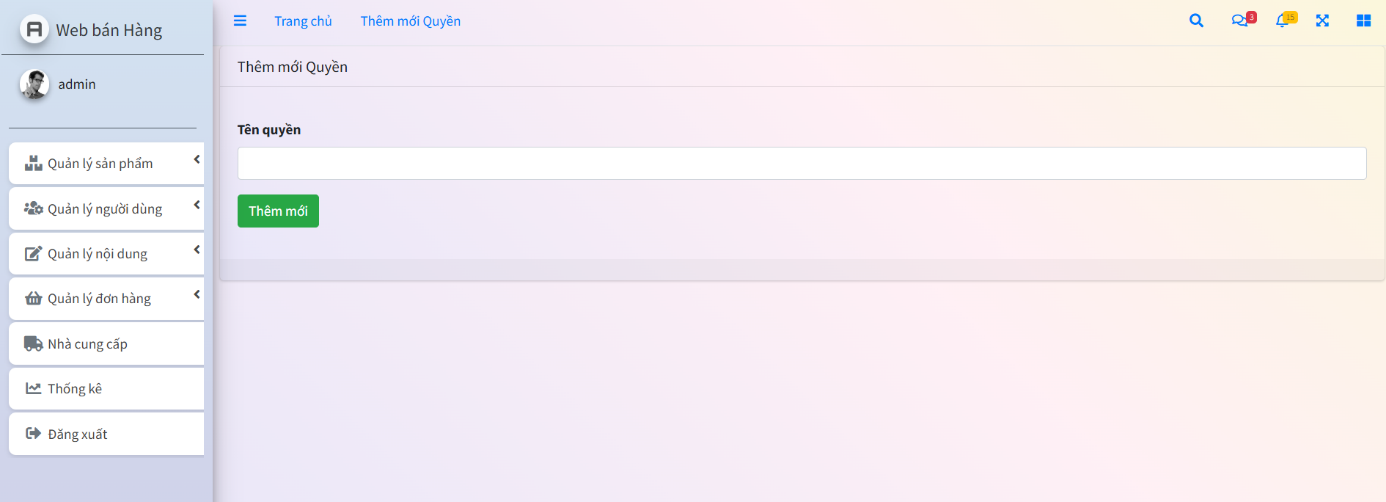 Web bán Hàng
Trang chủ
Thêm mới Quyền
3
15
admin
Thêm mới Quyền
Tên quyền
Thêm mới
Quản lý sản phẩm
Quản lý người dùng
Quản lý nội dung
Quản lý đơn hàng
Nhà cung cấp
Thống kê
Đăng xuất